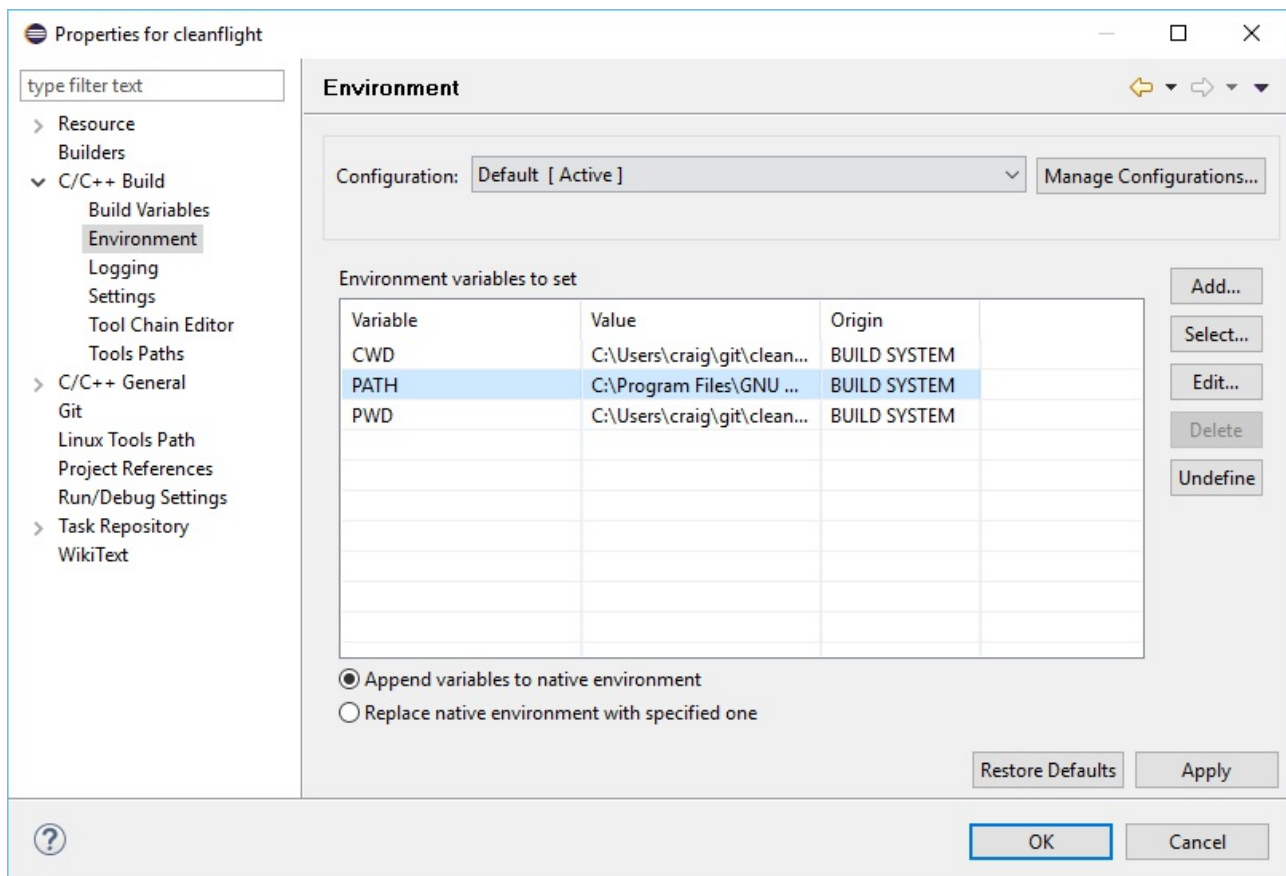 Properties for cleanflight
type filter text
Resource
Builders
C/C++ Build
Build Variables
Environment
Logging
Settings
Tool Chain Editor
Tools Paths
C/C++ General
Git
Linux Tools Path
Project References
Run/Debug Settings
Task Repository
WikiText
Environment
Configuration: Default [ Active ] Manage Configurations...
Environment variables to set
Variable Value Origin
CWD C:\Users\craig\git\clean... BUILD SYSTEM
PATH C:\Program Files\GNU ... BUILD SYSTEM
PWD C:\Users\craig\git\clean... BUILD SYSTEM
Add...
Select...
Edit...
Delete
Undefine
Append variables to native environment
Replace native environment with specified one
Restore Defaults Apply
? OK Cancel